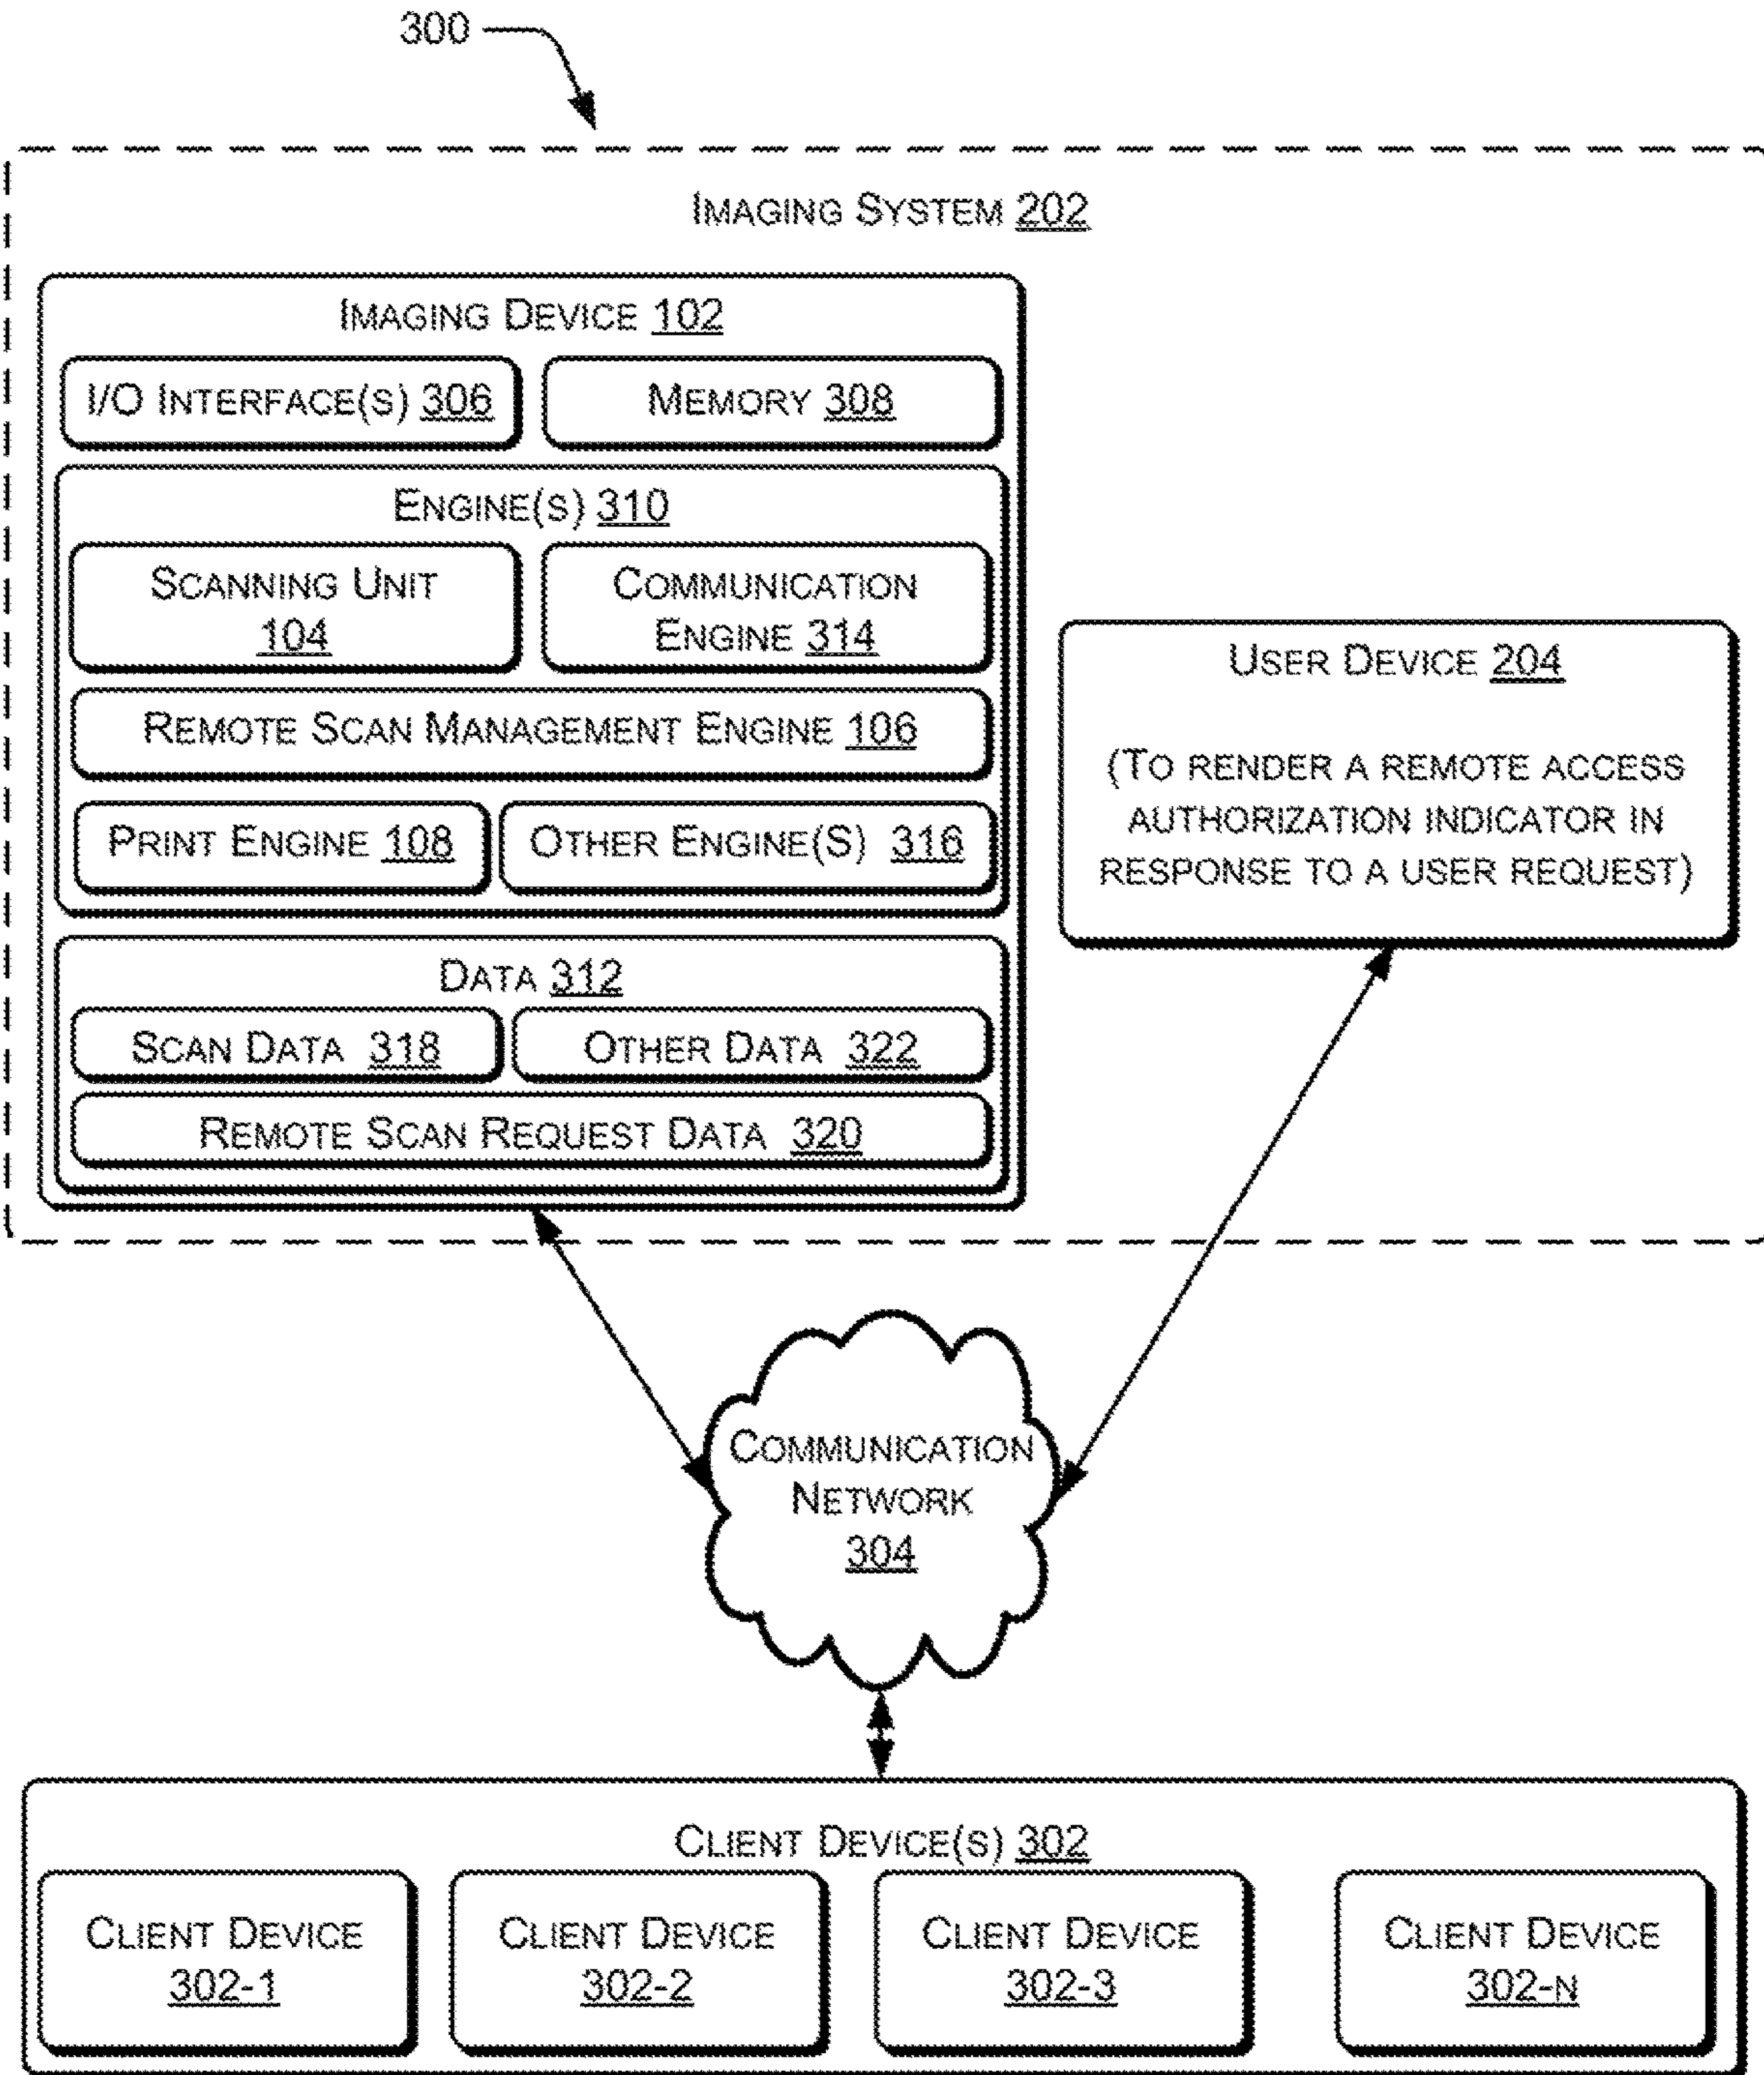 300
IMAGING SYSTEM 202
IMAGING DEVICE 102
I/O INTERFACE(S) 306
MEMORY 308
ENGINE(S) 310
SCANNING UNIT
104
COMMUNICATION
ENGINE 314
REMOTE SCAN MANAGEMENT ENGINE 106
PRINT ENGINE 108
OTHER ENGINE(S) 316
DATA 312
SCAN DATA 318
OTHER DATA 322
REMOTE SCAN REQUEST DATA 320
USER DEVICE 204
(TO RENDER A REMOTE ACCESS
AUTHORIZATION INDICATOR IN
RESPONSE TO A USER REQUEST)
COMMUNICATION
NETWORK
304
CLIENT DEVICE(S) 302
CLIENT DEVICE
302-1
CLIENT DEVICE
302-2
CLIENT DEVICE
302-3
CLIENT DEVICE
302-N